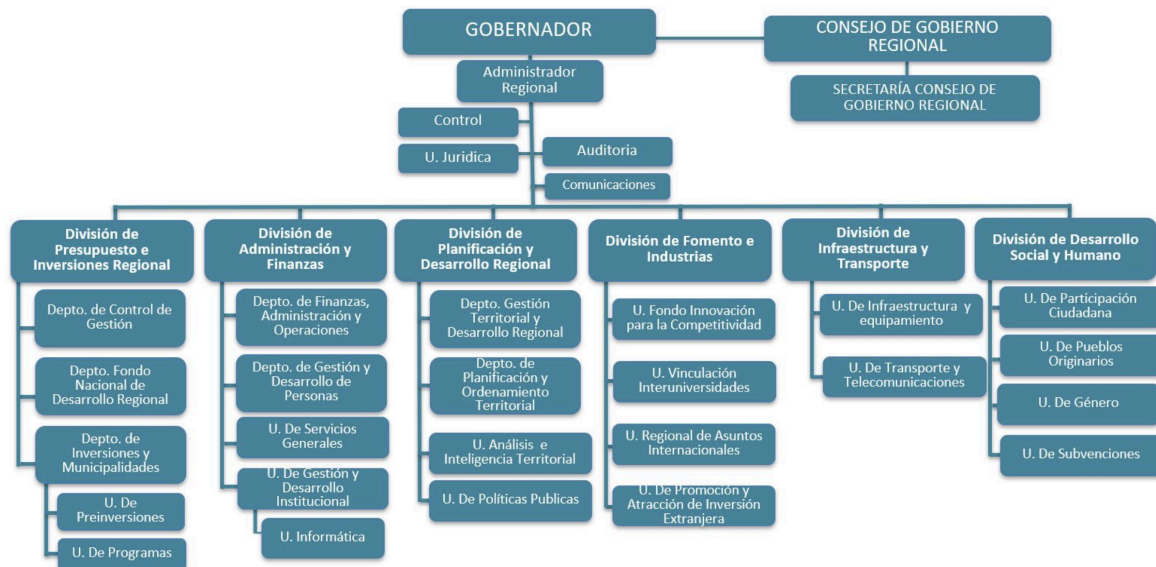 GOBERNADOR
CONSEJO DE GOBIERNO
REGIONAL
Administrador
Regional
SECRETARÍA CONSEJO DE
GOBIERNO REGIONAL
Control
U. Juridica
Auditoria
Comunicaciones
División de
Presupuesto e
Inversiones Regional
Depto. de Control de
Gestión
Depto. Fondo
Nacional de
Desarrollo Regional
Depto. de
Inversiones y
Municipalidades
U. De
Preinversiones
U. De Programas
División de
Administración y
Finanzas
Depto. de Finanzas,
Administración y
Operaciones
Depto. de Gestión y
Desarrollo de
Personas
U. De Servicios
Generales
U. De Gestión y
Desarrollo
Institucional
U. Informática
División de
Planificación y
Desarrollo Regional
Depto. Gestión
Territorial y
Desarrollo Regional
Depto. de
Planificación y
Ordenamiento
Territorial
U. Análisis e
Inteligencia Territorial
U. De Políticas Publicas
División de Fomento e
Industrias
U. Fondo Innovación
para la Competitividad
U. Vinculación
Interuniversidades
U. Regional de Asuntos
Internacionales
U. De Promoción y
Atracción de Inversión
Extranjera
División de
Infraestructura y
Transporte
U. De Infraestructura y
equipamiento
U. De Transporte y
Telecomunicaciones
División de Desarrollo
Social y Humano
U. De Participación
Ciudadana
U. De Pueblos
Originarios
U. De Género
U. De Subvenciones